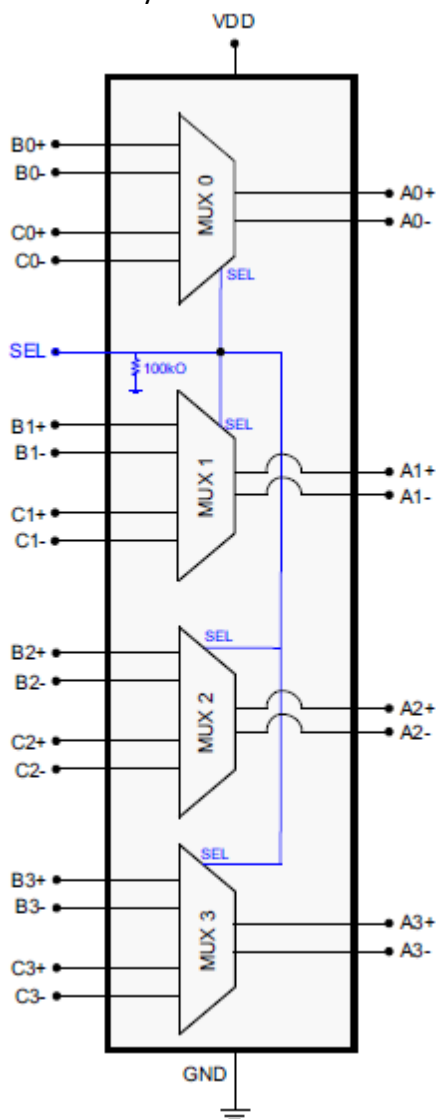 VDD
B0+
B0-
MUX 0
A0+
A0-
C0+
C0-
SEL
SEL
100kO
B1+
SEL
B1-
MUX 1
A1+
A1-
C1+
C1-
B2+
SEL
B2-
MUX 2
A2+
A2-
C2+
C2-
SEL
B3+
B3-
MUX 3
A3+
A3-
C3+
C3-
GND